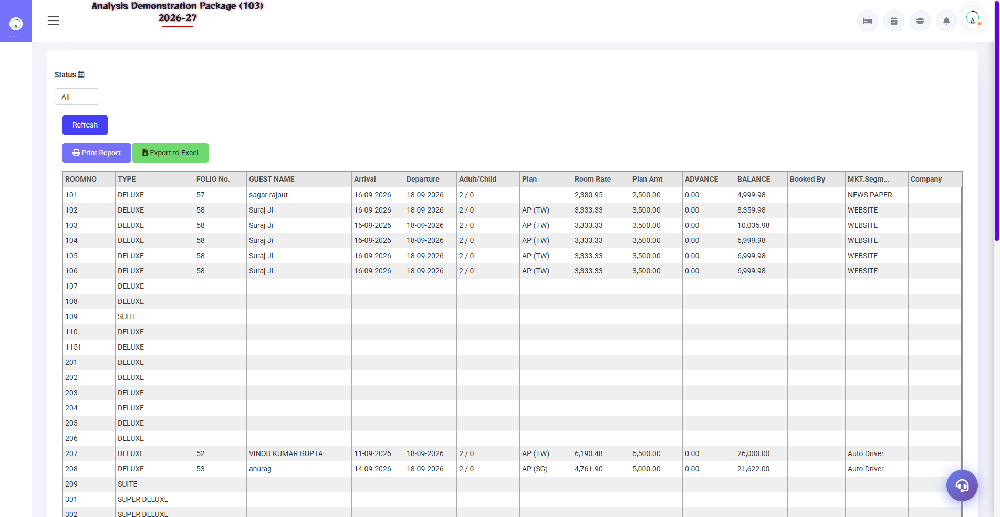 Analysis Demonstration Package (103)
2026-27
Status
All
Refresh
Print Report Export to Excel
ROOMNO TYPE FOLIO No. GUEST NAME Arrival Departure Adult/Child Plan Room Rate Plan Amt ADVANCE BALANCE Booked By MKT.Segm... Company
101 DELUXE 57 sagar rajput 16-09-2026 18-09-2026 2 / 0 2,380.95 2,500.00 0.00 4,999.98 NEWS PAPER
102 DELUXE 58 Suraj Ji 16-09-2026 18-09-2026 2 / 0 AP (TW) 3,333.33 3,500.00 0.00 8,359.98 WEBSITE
103 DELUXE 58 Suraj Ji 16-09-2026 18-09-2026 2 / 0 AP (TW) 3,333.33 3,500.00 0.00 10,035.98 WEBSITE
104 DELUXE 58 Suraj Ji 16-09-2026 18-09-2026 2 / 0 AP (TW) 3,333.33 3,500.00 0.00 6,999.98 WEBSITE
105 DELUXE 58 Suraj Ji 16-09-2026 18-09-2026 2 / 0 AP (TW) 3,333.33 3,500.00 0.00 6,999.98 WEBSITE
106 DELUXE 58 Suraj Ji 16-09-2026 18-09-2026 2 / 0 AP (TW) 3,333.33 3,500.00 0.00 6,999.98 WEBSITE
107 DELUXE
108 DELUXE
109 SUITE
110 DELUXE
1151 DELUXE
201 DELUXE
202 DELUXE
203 DELUXE
204 DELUXE
205 DELUXE
206 DELUXE
207 DELUXE 52 VINOD KUMAR GUPTA 11-09-2026 18-09-2026 2 / 0 AP (TW) 6,190.48 6,500.00 0.00 26,000.00 Auto Driver
208 DELUXE 53 anurag 14-09-2026 18-09-2026 2 / 0 AP (SG) 4,761.90 5,000.00 0.00 21,622.00 Auto Driver
209 SUITE
301 SUPER DELUXE
302 SUPER DELUXE